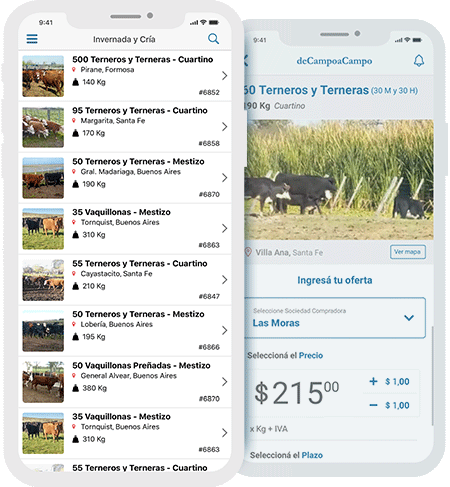 9:41
Invernada y Cría
500 Terneros y Terneras - Cuartino
Pirane, Formosa
140 Kg
#6852
95 Terneros y Terneras - Cuartino
Margarita, Santa Fe
170 Kg
#6858
50 Terneros y Terneras - Mestizo
Gral. Madariaga, Buenos Aires
190 Kg
#6870
35 Vaquillonas - Mestizo
Tornquist, Buenos Aires
310 Kg
#6863
55 Terneros y Terneras - Cuartino
Cayastacito, Santa Fe
210 Kg
#6847
50 Terneros y Terneras - Mestizo
Lobería, Buenos Aires
195 Kg
#6866
50 Vaquillonas Preñadas - Mestizo
General Alvear, Buenos Aires
380 Kg
#6870
35 Vaquillonas - Mestizo
Tornquist, Buenos Aires
310 Kg
#6863
55 Terneros y Terneras - Cuartino
9:41
deCampoaCampo
60 Terneros y Terneras (30 M y 30 H)
190 Kg Cuartino
Villa Ana, Santa Fe
Ver mapa
Ingresá tu oferta
Seleccione Sociedad Compradora
Las Moras
Seleccioná el Precio
$ 215 00
+ $ 1,00
- $ 1,00
x Kg + IVA
Seleccioná el Plazo